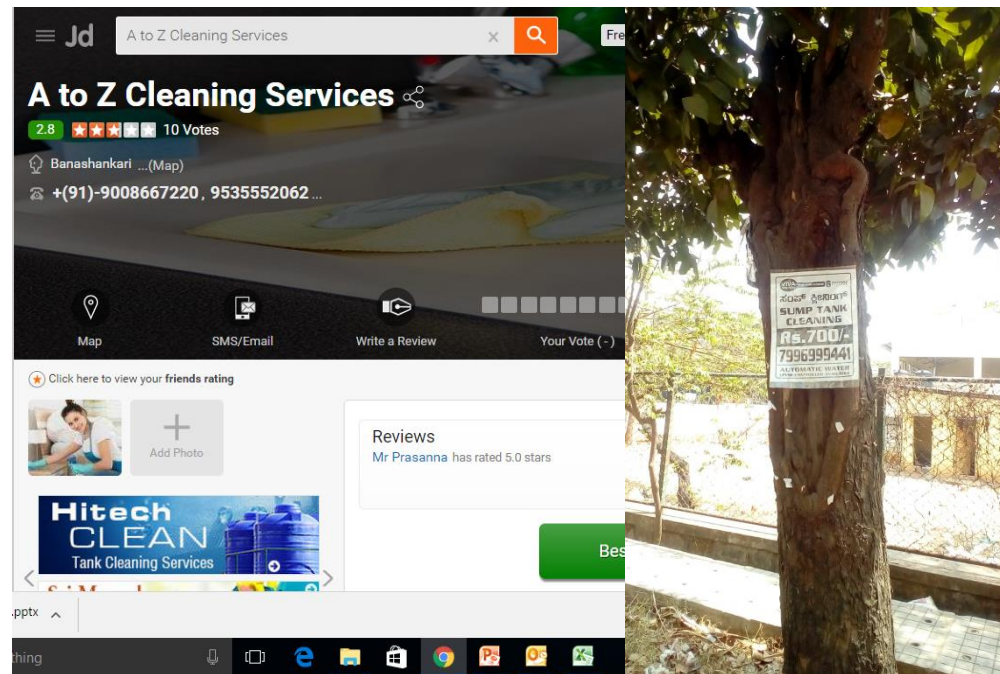 Jd
A to Z Cleaning Services
×
Fre
A to Z Cleaning Services
2.8 10 Votes
Banashankari ...(Map)
+(91)-9008667220 , 9535552062 ...
Map
SMS/Email
Write a Review
Your Vote (-)
Click here to view your friends rating
Add Photo
Reviews
Mr Prasanna has rated 5.0 stars
Hitech
CLEAN
Tank Cleaning Services
Bes
.pptx
thing
ಸಂಪ್ ಕ್ಲೀನಿಂಗ್
SUMP TANK
CLEANING
Rs.700/-
7996999441
AUTOMATIC WATER